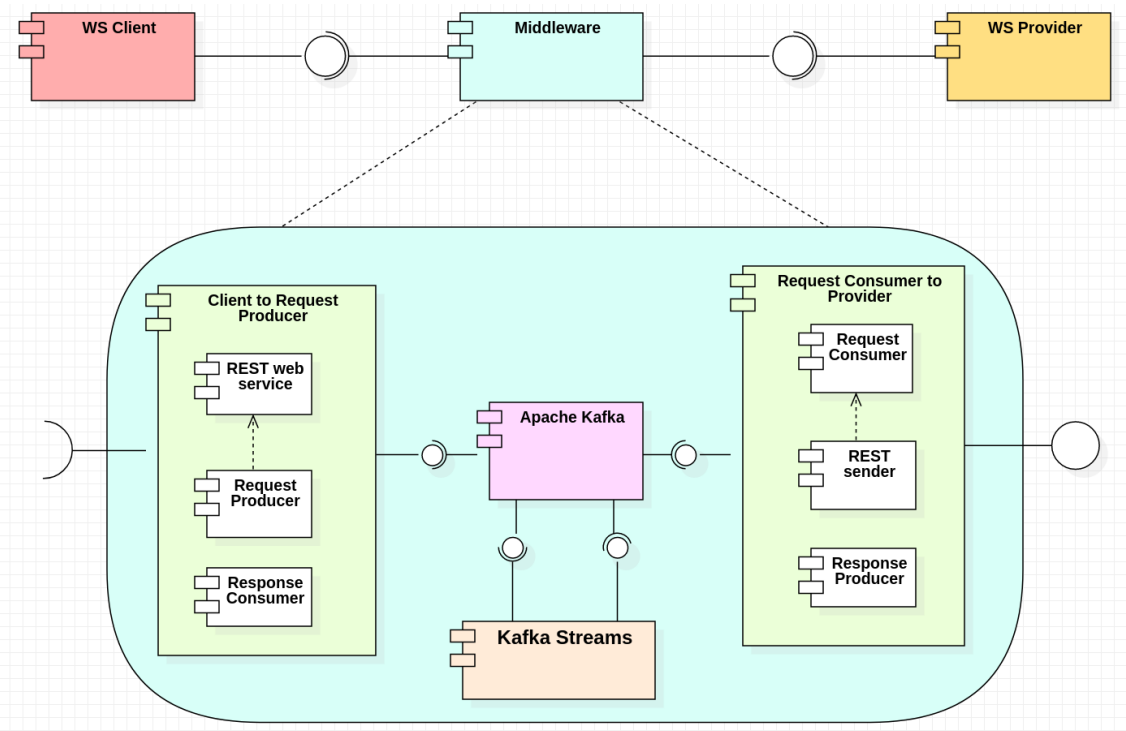 WS Client
Middleware
WS Provider
Client to Request
Producer
REST web
service
Request
Producer
Response
Consumer
Apache Kafka
Kafka Streams
Request Consumer to
Provider
Request
Consumer
REST
sender
Response
Producer